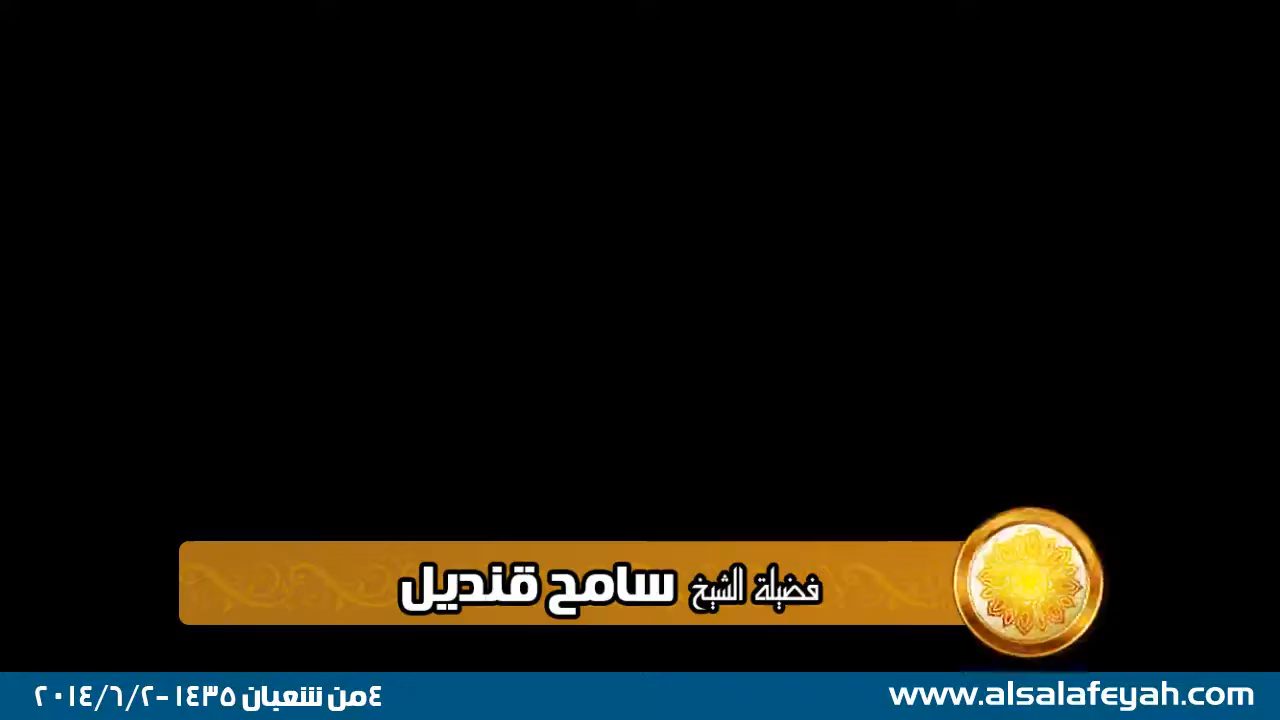 فضيلة الشيخ سامح قنديل
٤من شعبان ١٤٣٥-٢٠١٤/٦/٢
www.alsalafeyah.com